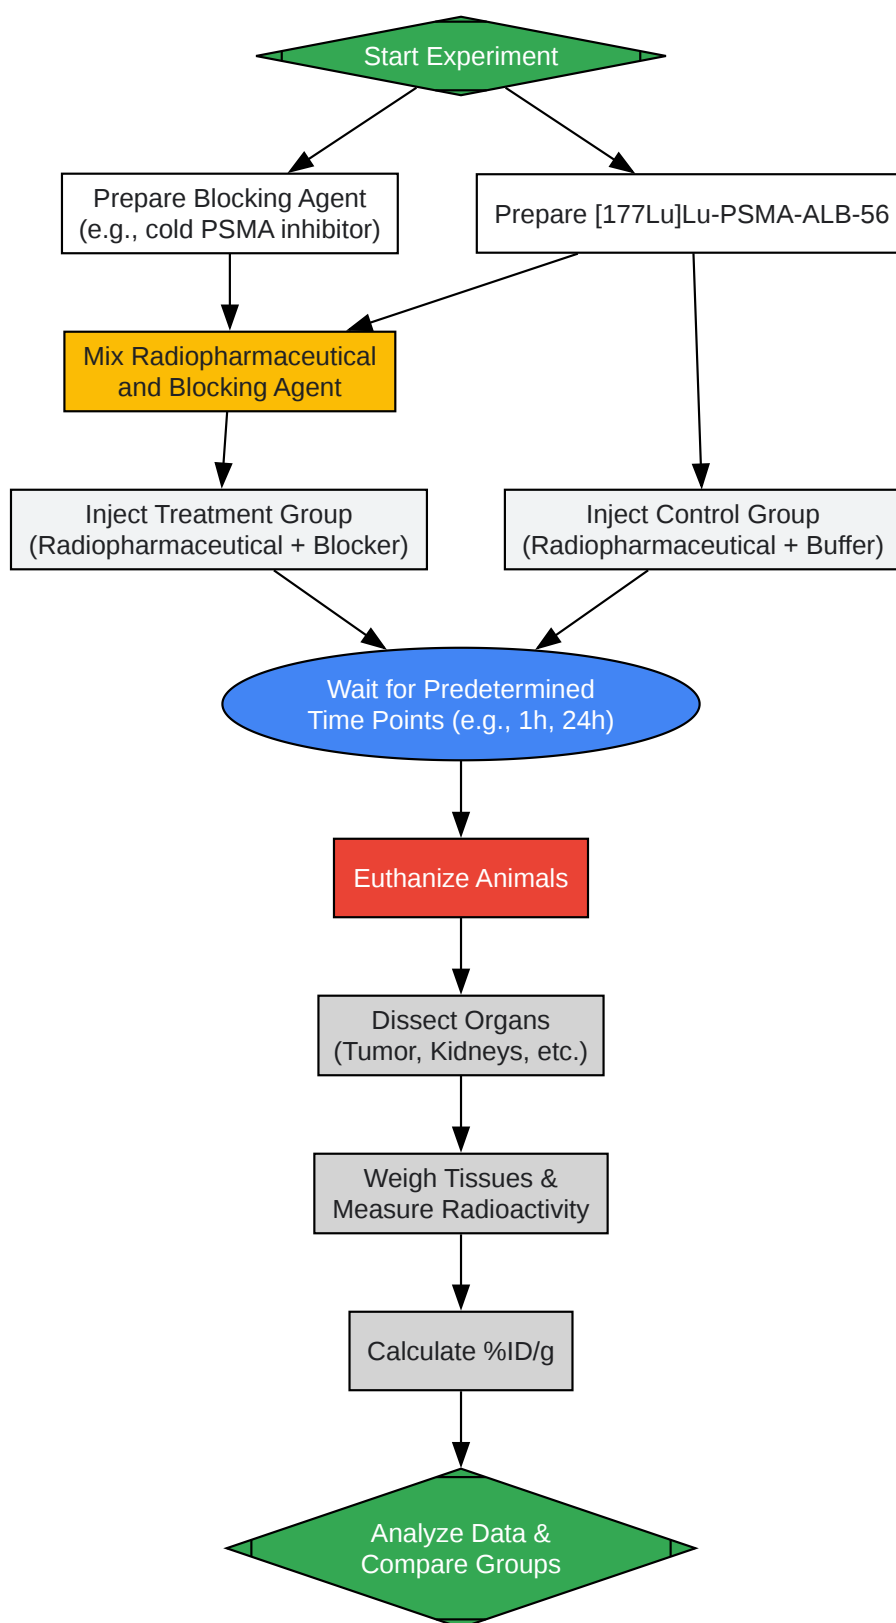 Start Experiment
Prepare Blocking Agent
(e.g., cold PSMA inhibitor)
Prepare [177Lu]Lu-PSMA-ALB-56
Mix Radiopharmaceutical
and Blocking Agent
Inject Treatment Group
(Radiopharmaceutical + Blocker)
Inject Control Group
(Radiopharmaceutical + Buffer)
Wait for Predetermined
Time Points (e.g., 1h, 24h)
Euthanize Animals
Dissect Organs
(Tumor, Kidneys, etc.)
Weigh Tissues &
Measure Radioactivity
Calculate %ID/g
Analyze Data &
Compare Groups